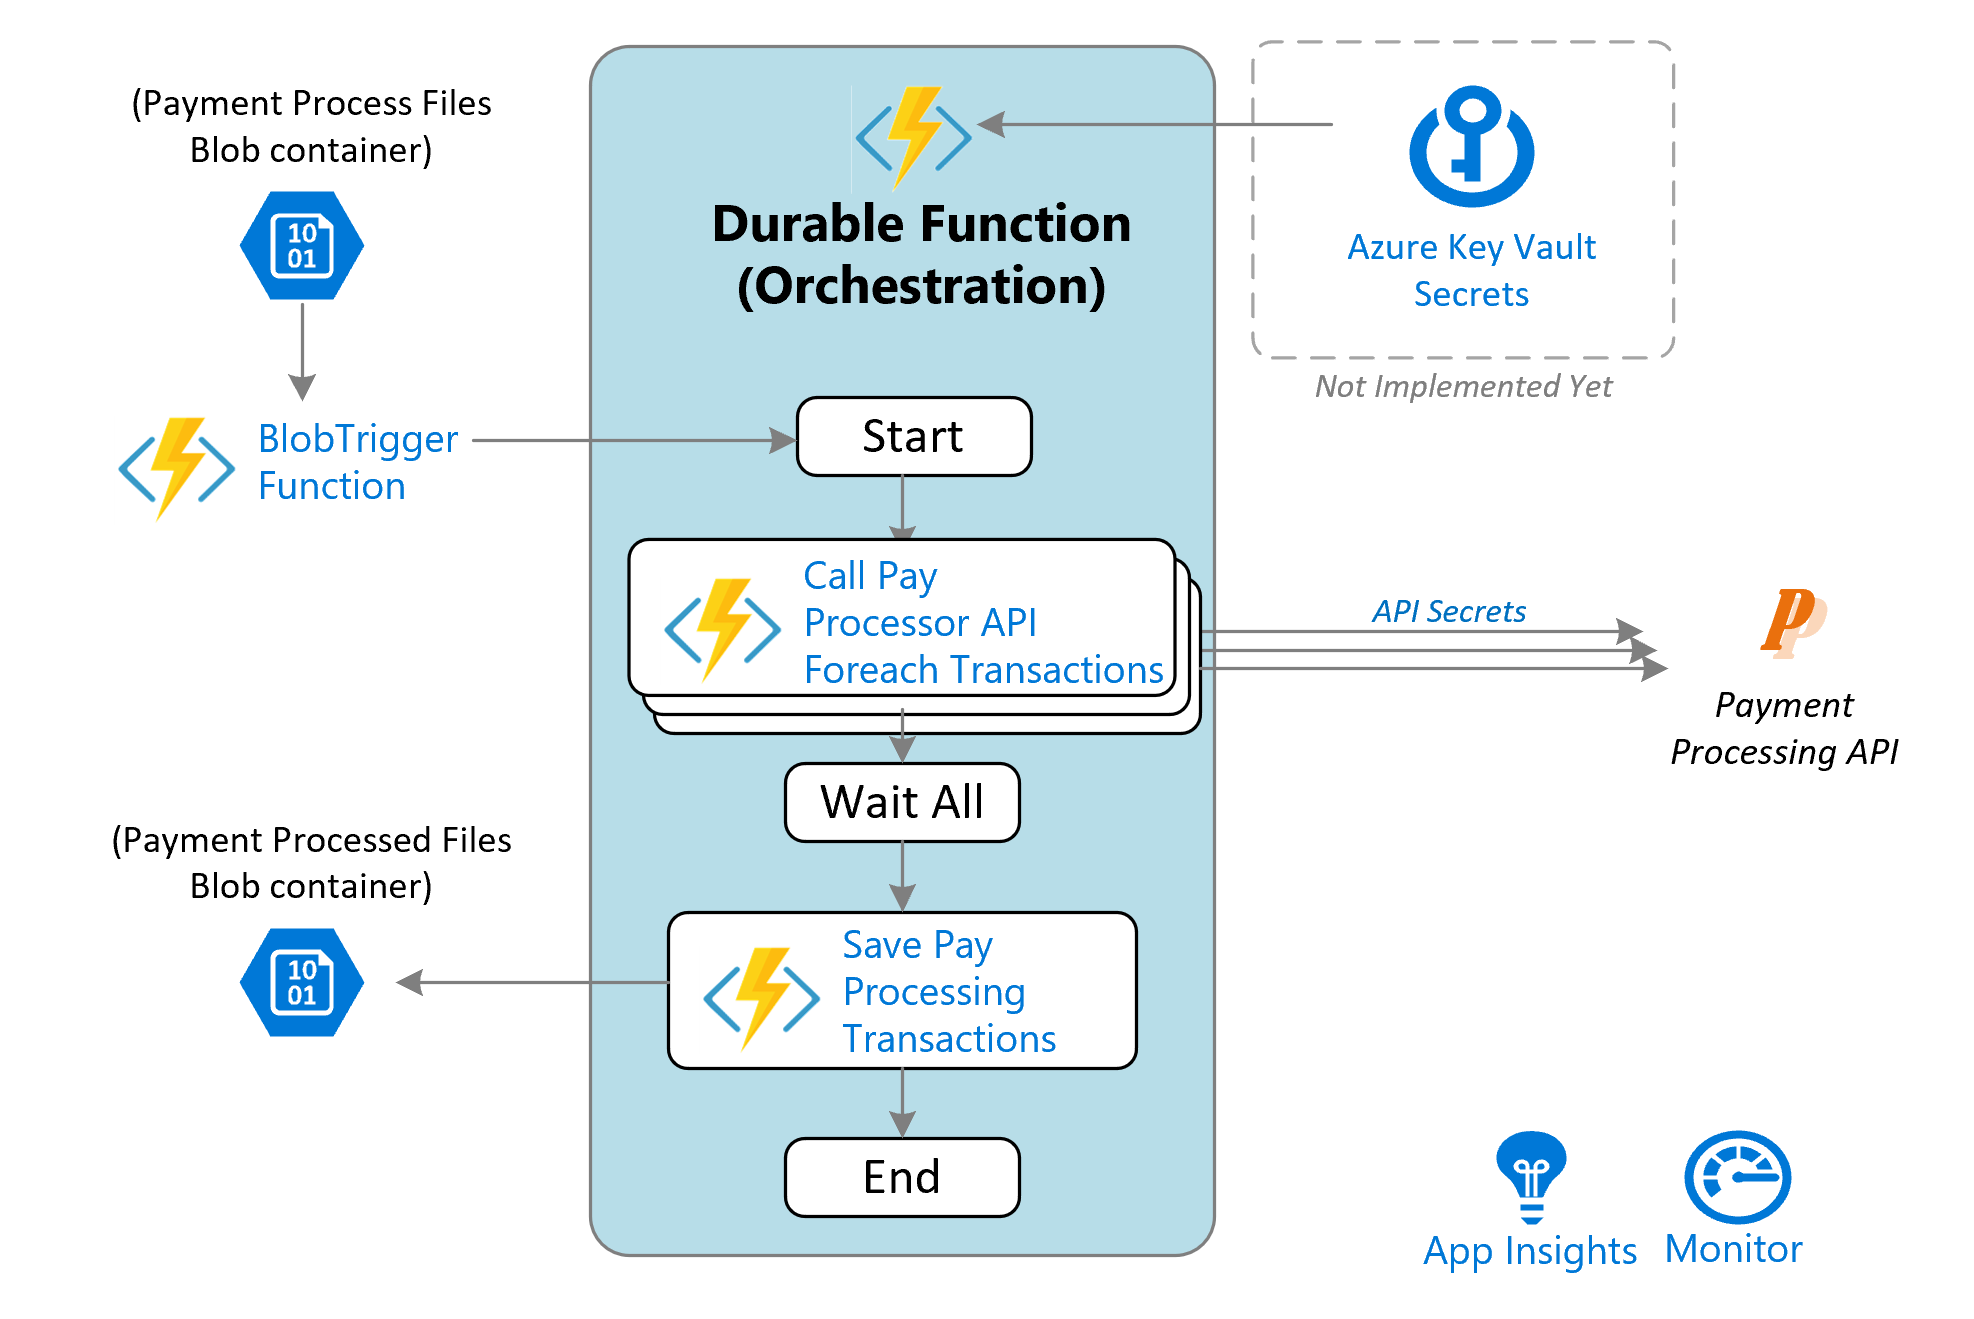 (Payment Process Files
Blob container)
10
01
BlobTrigger
Function
Durable Function
(Orchestration)
Azure Key Vault
Secrets
Not Implemented Yet
Start
Call Pay
Processor API
Foreach Transactions
API Secrets
P
P
Payment
Processing API
Wait All
(Payment Processed Files
Blob container)
10
01
Save Pay
Processing
Transactions
End
App Insights
Monitor